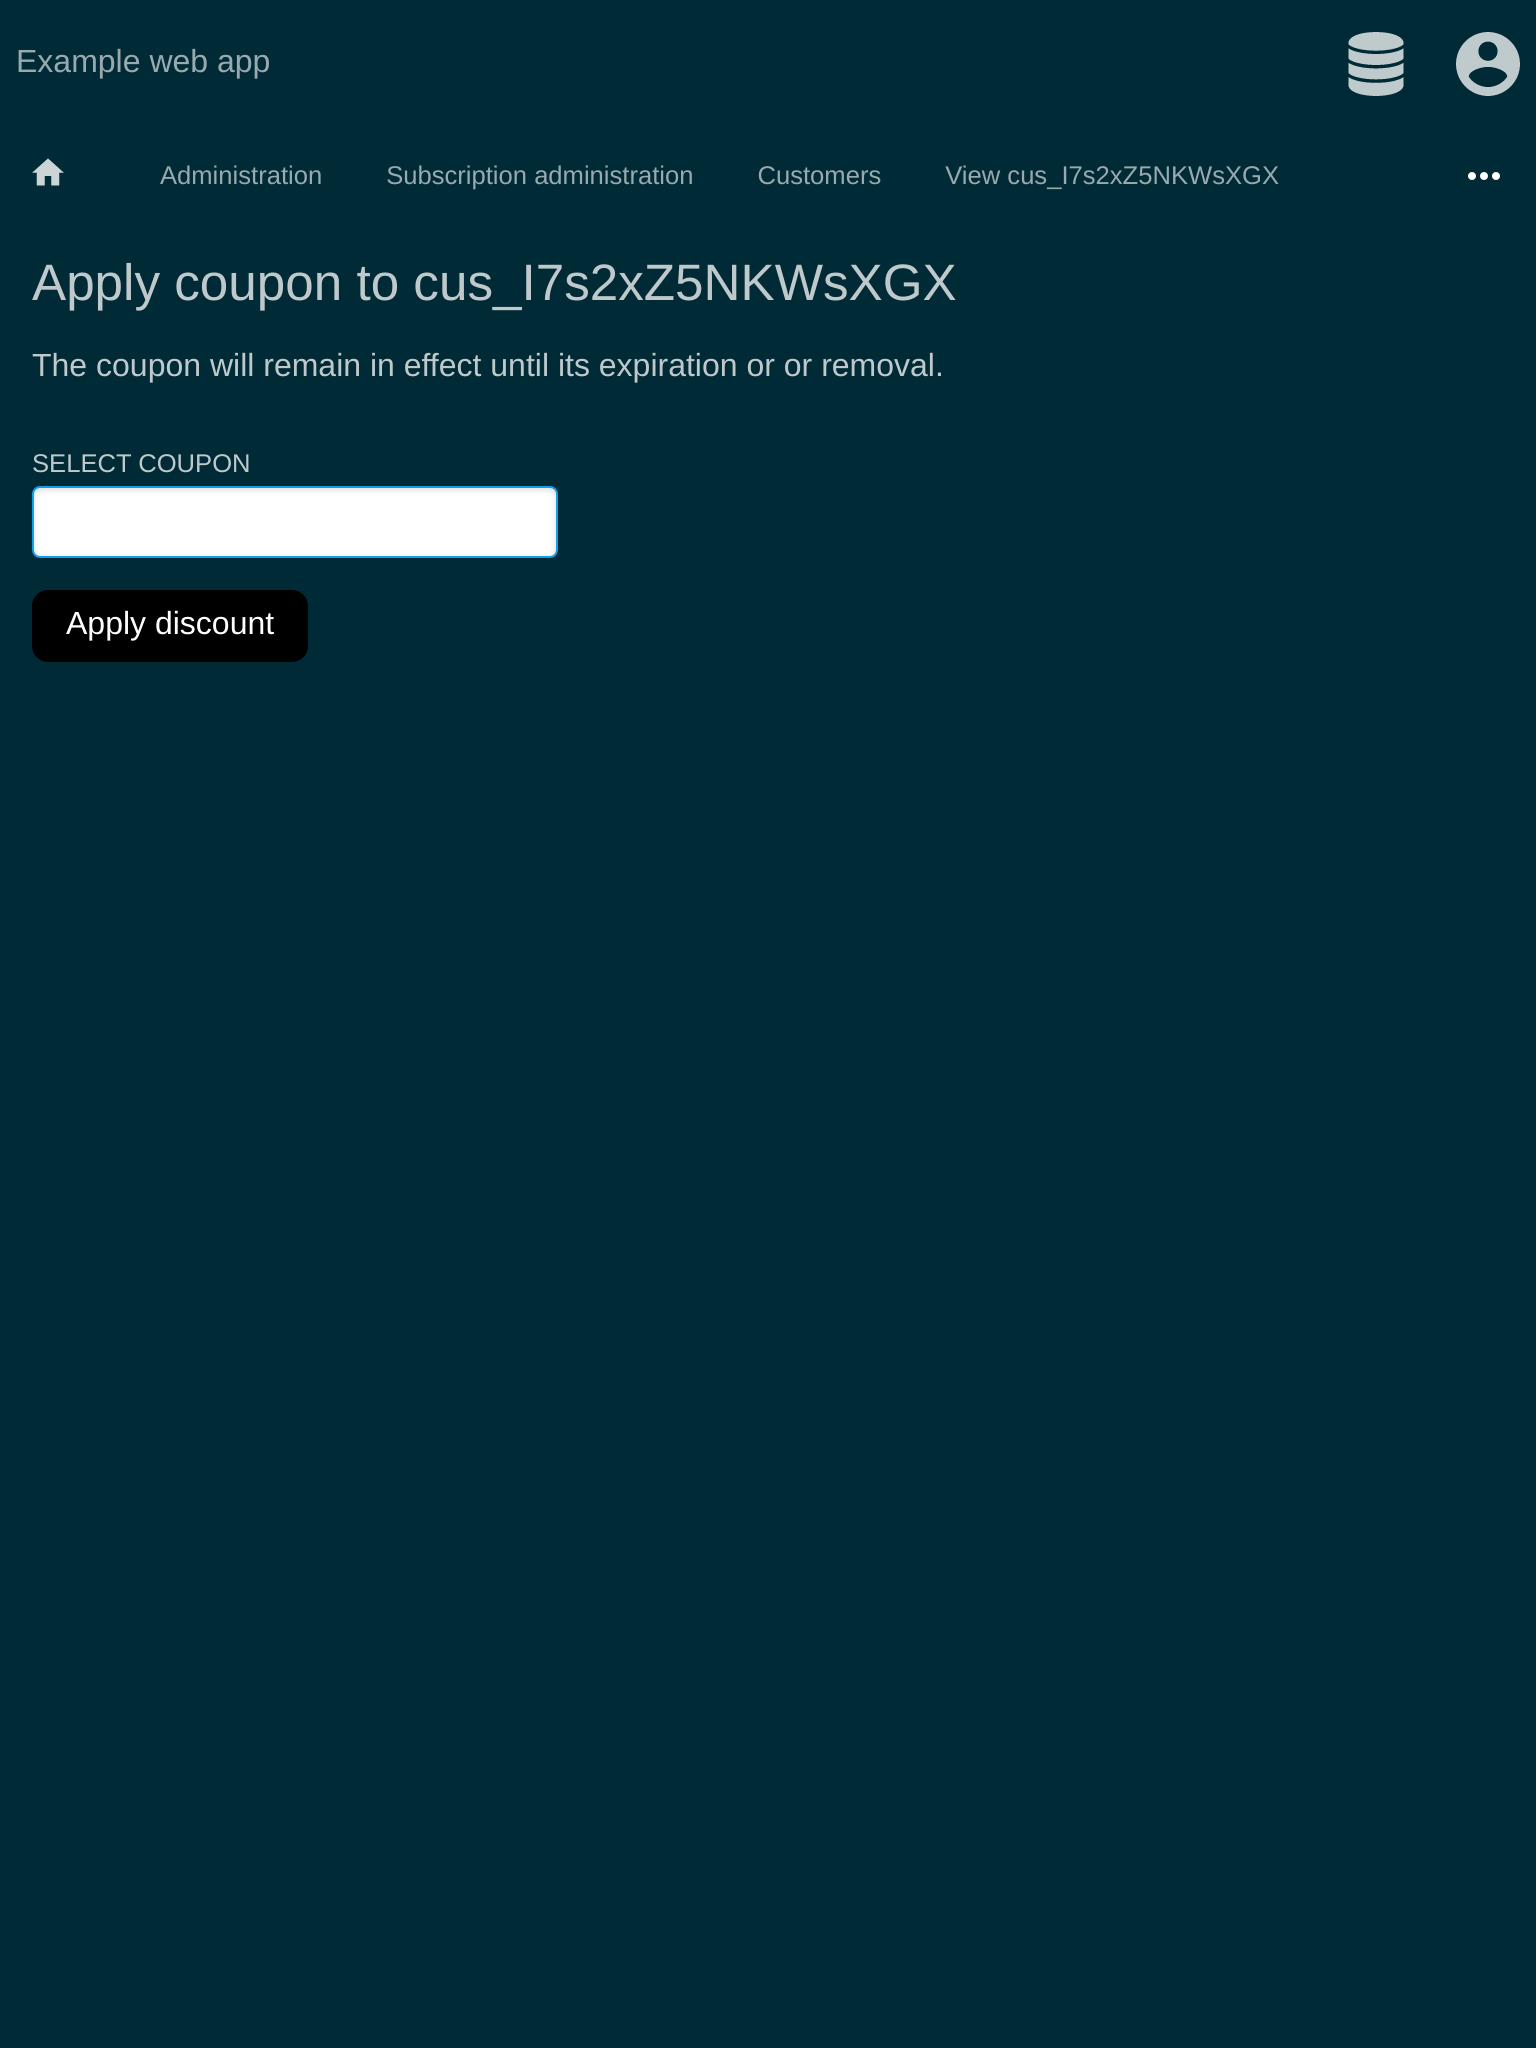 Example web app
Administration Subscription administration Customers View cus_I7s2xZ5NKWsXGX
Apply coupon to cus_I7s2xZ5NKWsXGX
The coupon will remain in effect until its expiration or or removal.
SELECT COUPON
Apply discount